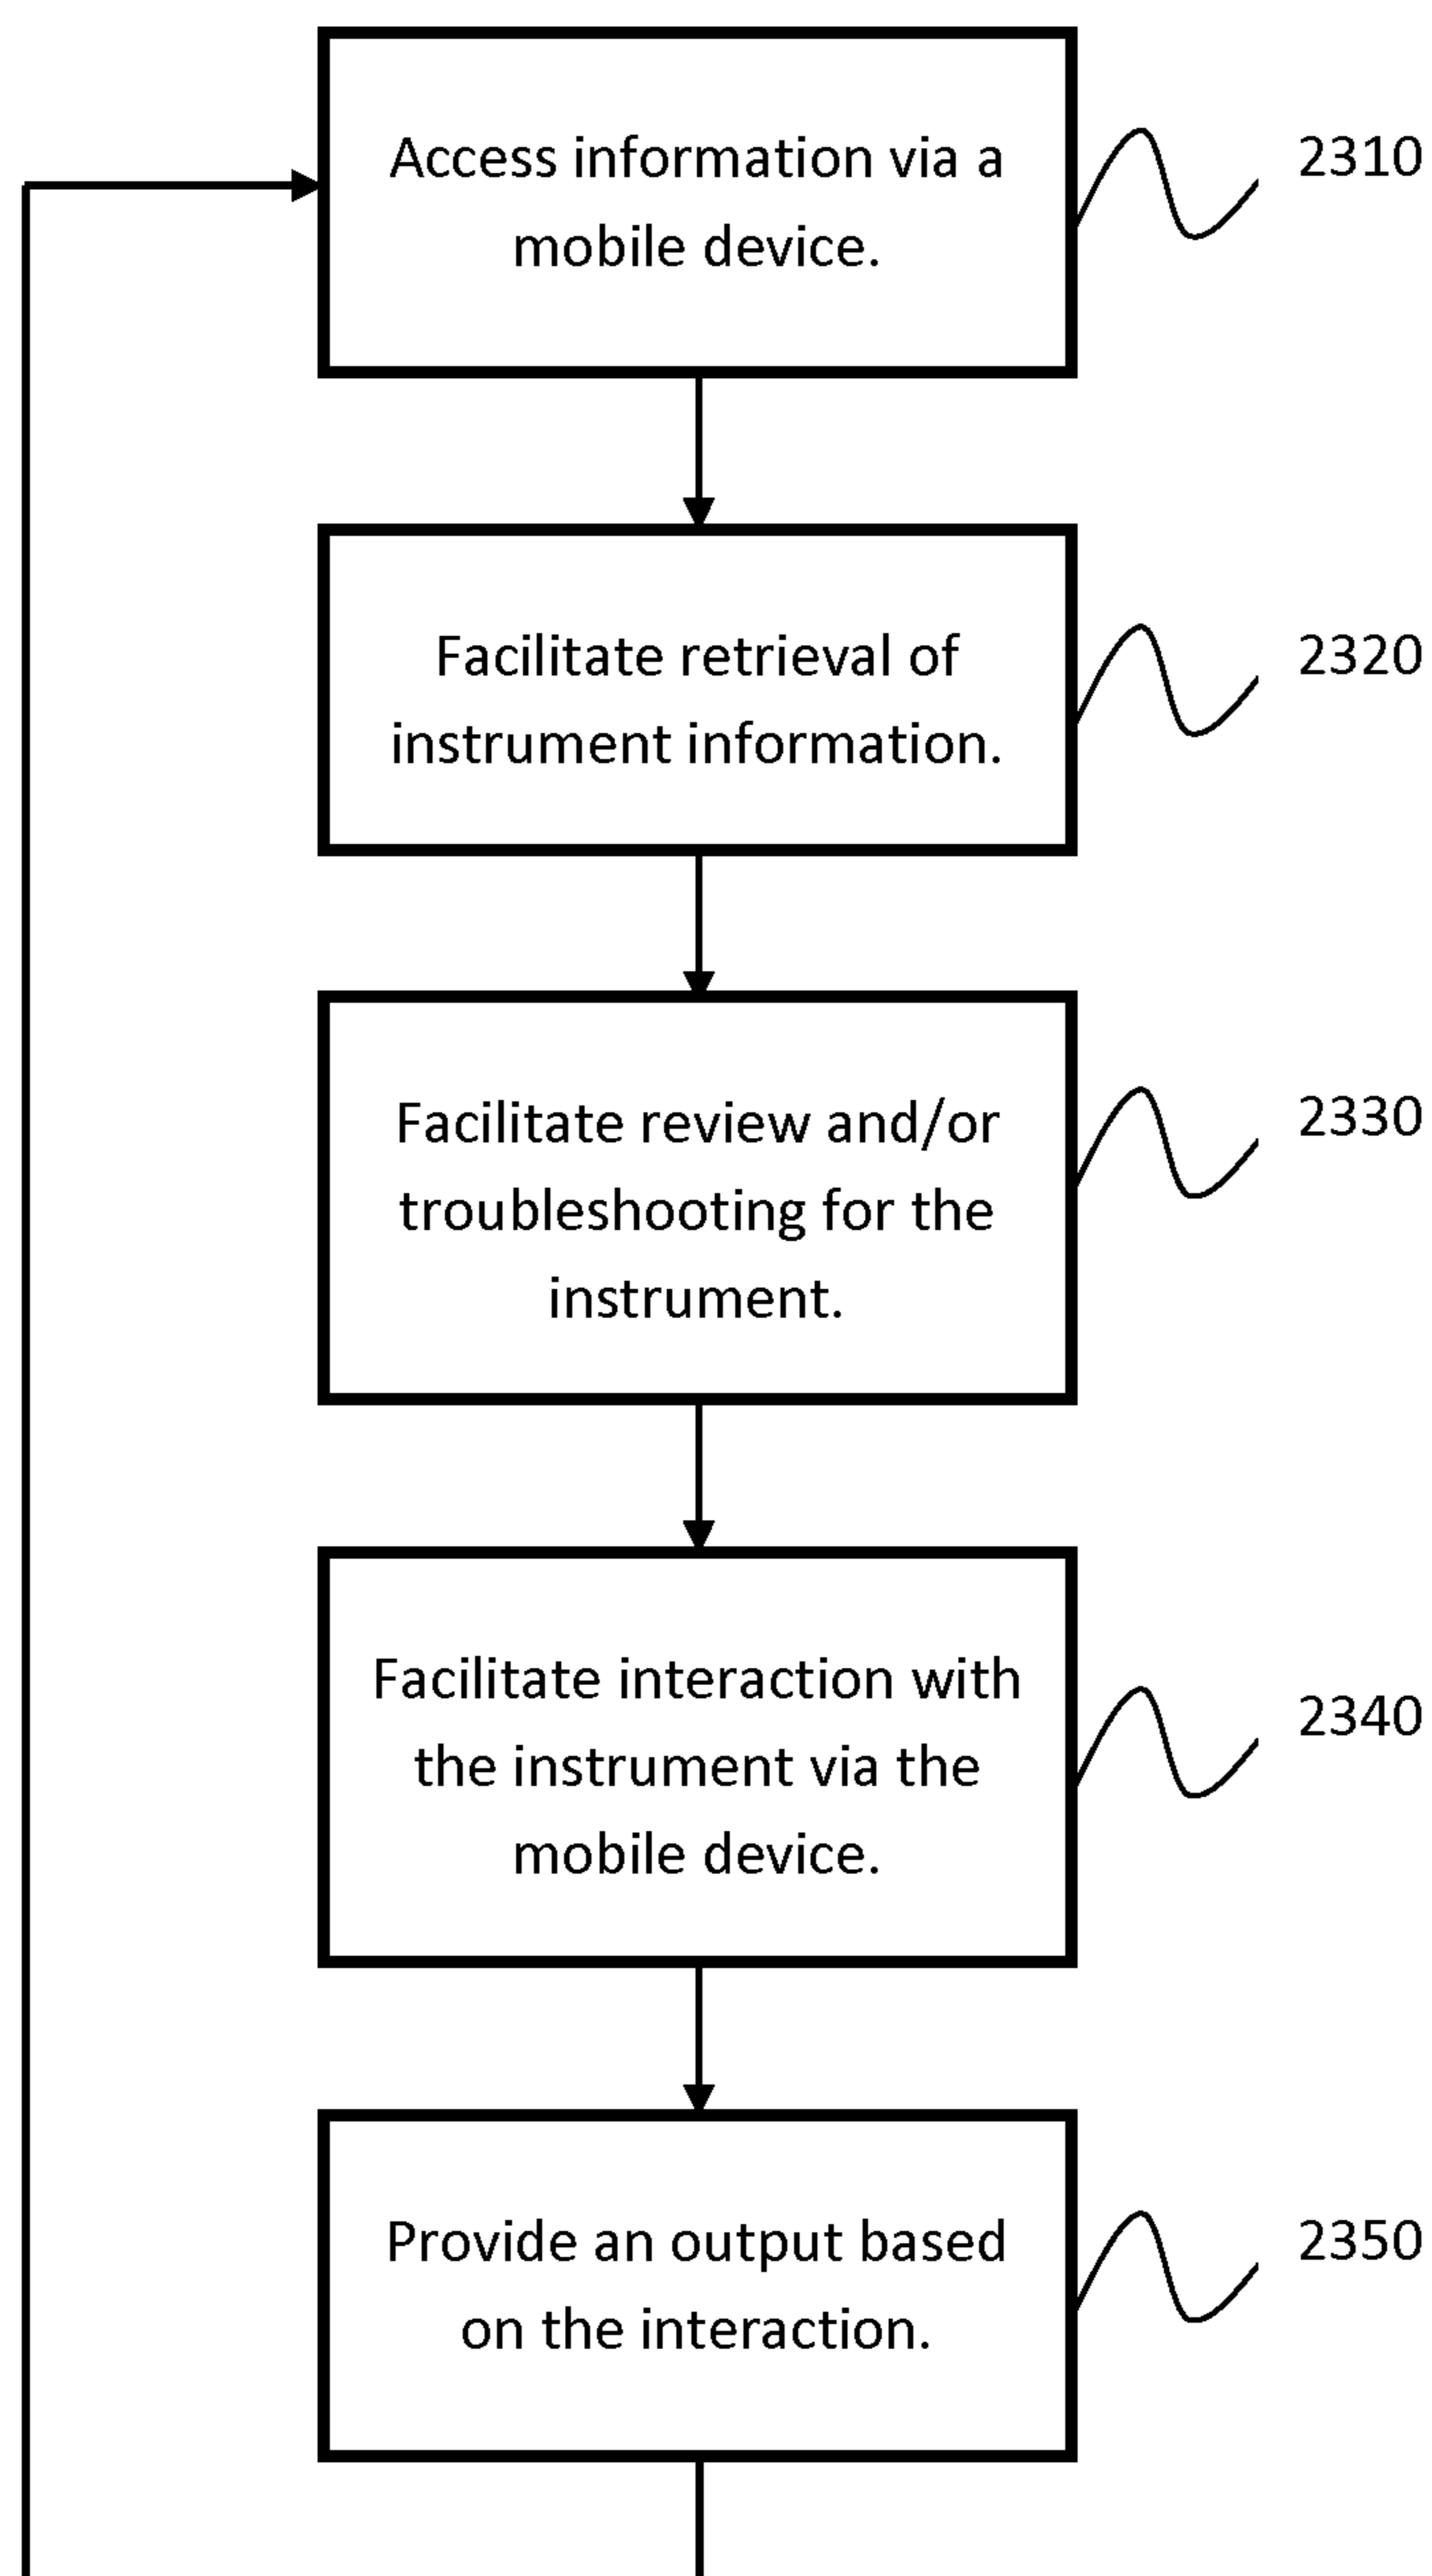 Access information via a
mobile device.
2310
Facilitate retrieval of
instrument information.
2320
Facilitate review and/or
troubleshooting for the
instrument.
2330
Facilitate interaction with
the instrument via the
mobile device.
2340
Provide an output based
on the interaction.
2350